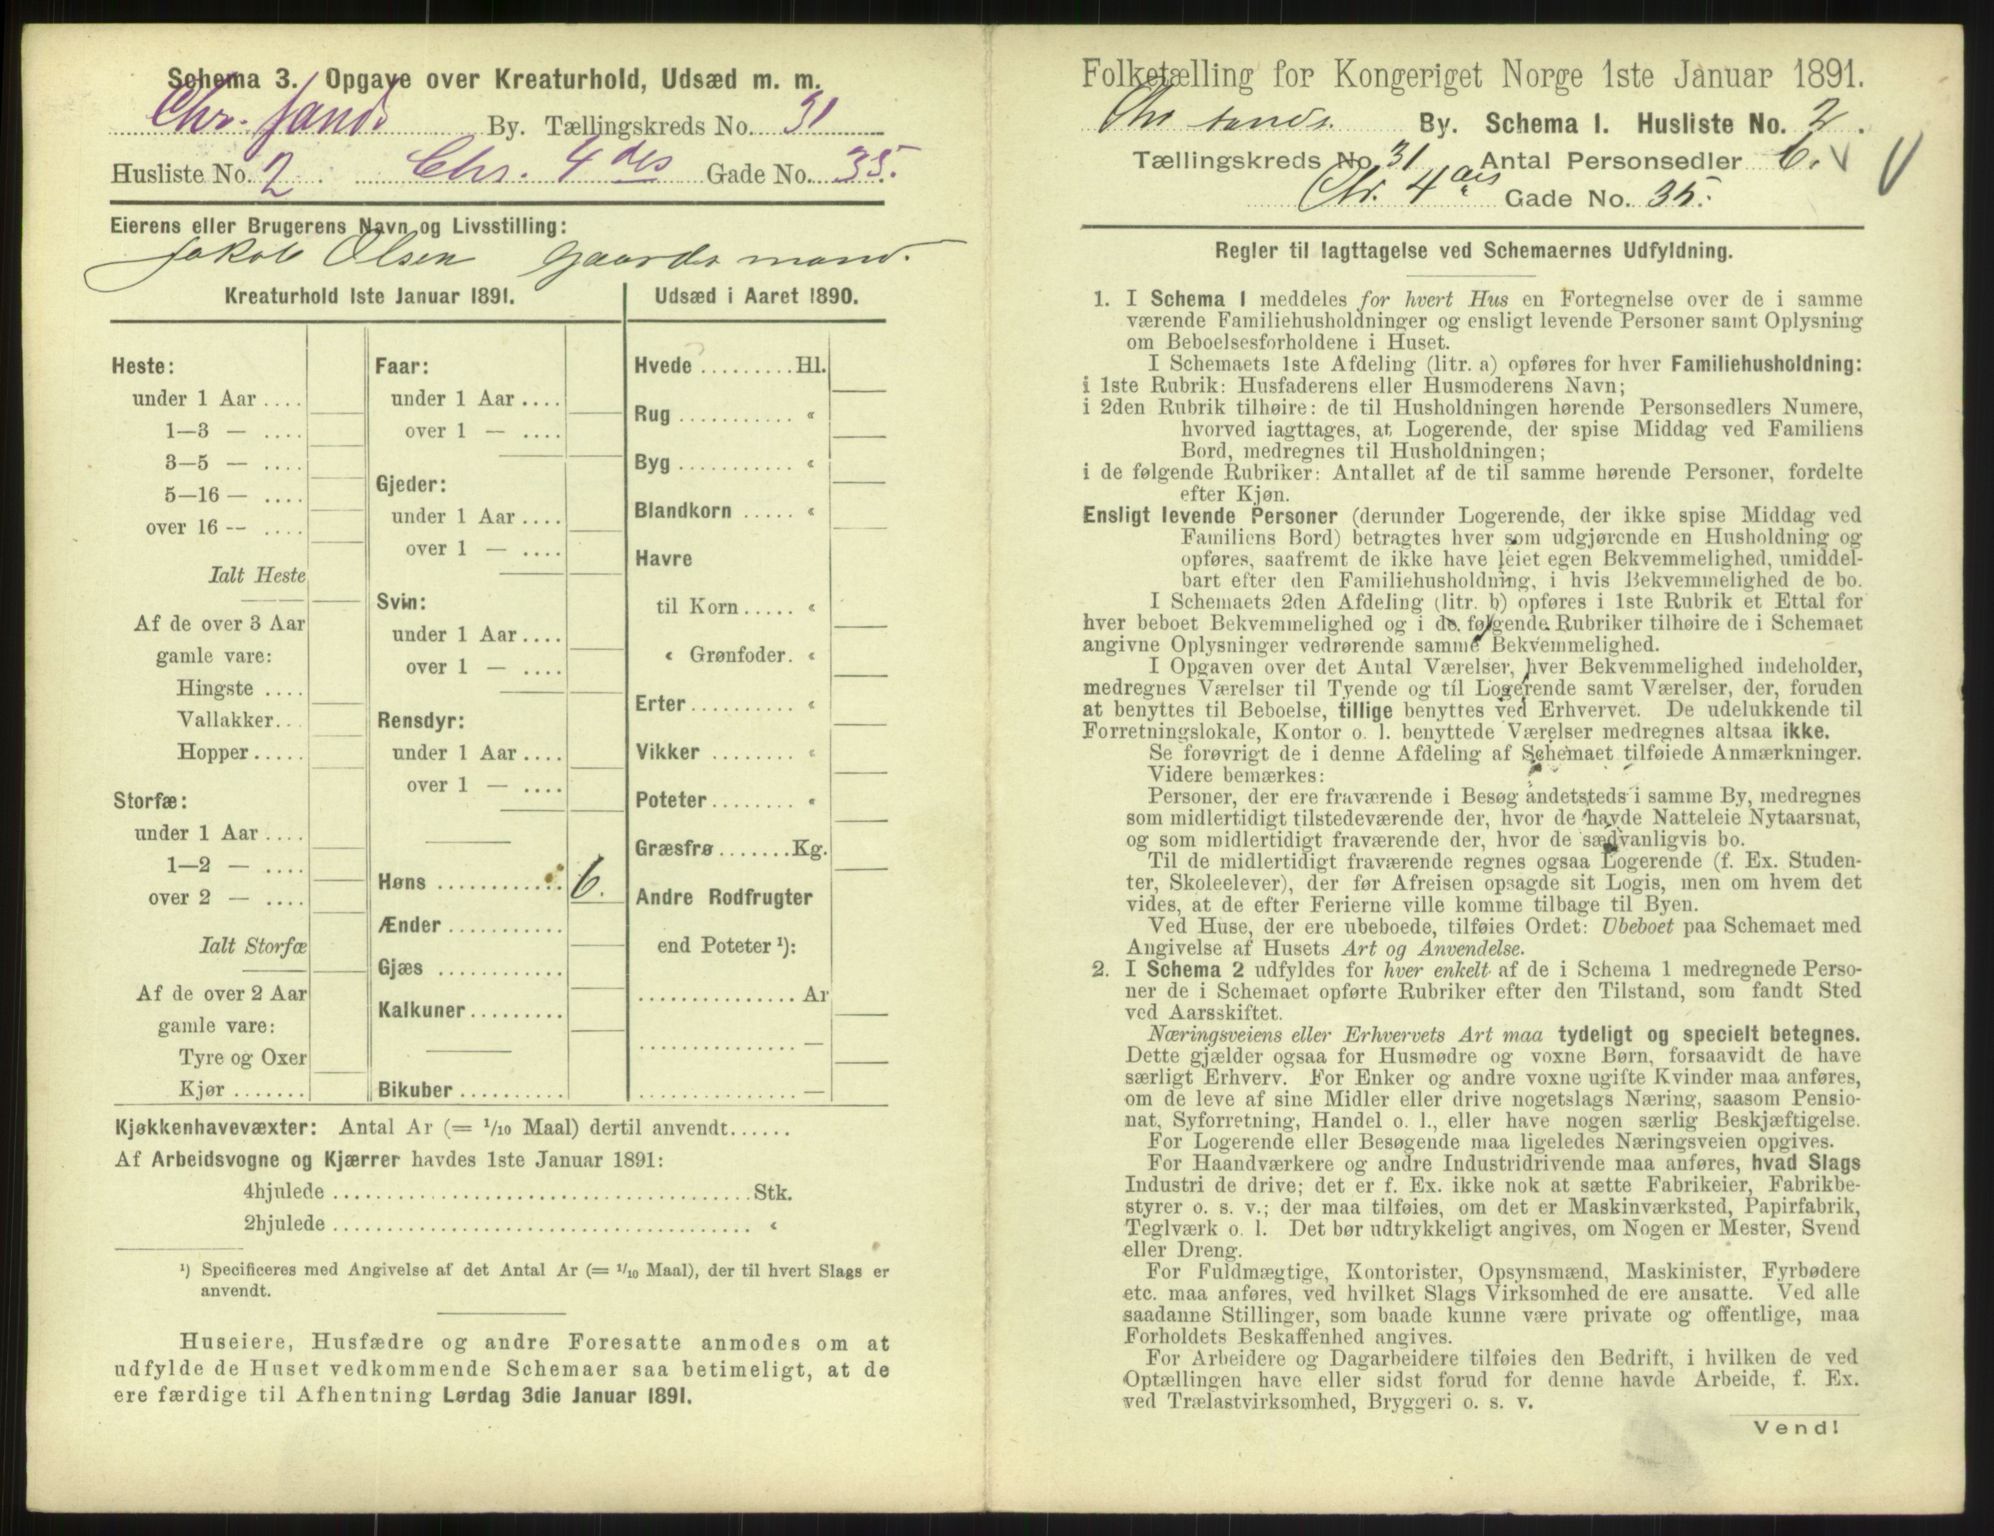 Schema 3. Opgave over Kreaturhold, Udsæd m. m.
Chr. sands By. Tællingskreds No. 31
Husliste No. 2 Chr. 4 des Gade No. 35.
Eierens eller Brugerens Navn og Livsstilling:
Jakob Olsen Gaardsmand.
Kreaturhold 1ste Januar 1891.
Heste:
under 1 Aar ....
1—3 — ....
3—5 — ....
5—16 — ....
over 16 — ....
Ialt Heste
Af de over 3 Aar
gamle vare:
Hingste ....
Vallakker...
Hopper.....
Storfæ:
under 1 Aar ....
1—2 — ....
over 2 — ....
Ialt Storfæ
Af de over 2 Aar
gamle vare:
Tyre og Oxer
Kjør .......
Faar:
under 1 Aar ....
over 1 — ....
Gjeder:
under 1 Aar ....
over 1 — ....
Svin:
under 1 Aar ....
over 1 — ....
Rensdyr:
under 1 Aar ....
over 1 — ....
Høns ............ 6.
Ænder ...........
Gjæs ............
Kalkuner.........
Bikuber ..........
Udsæd i Aaret 1890.
Hvede .........Hl.
Rug ........... «
Byg ........... «
Blandkorn ..... «
Havre
til Korn ..... «
« Grønfoder. «
Erter.......... «
Vikker ........ «
Poteter........ «
Græsfrø.......Kg.
Andre Rodfrugter
end Poteter ¹):
............... Ar
............... —
............... —
Kjøkkenhavevæxter: Antal Ar (= 1/10 Maal) dertil anvendt......
Af Arbeidsvogne og Kjærrer havdes 1ste Januar 1891:
4hjulede ......................................Stk.
2hjulede ...................................... «
¹) Specificeres med Angivelse af det Antal Ar (= 1/10 Maal), der til hvert Slags er
anvendt.
Huseiere, Husfædre og andre Foresatte anmodes om at
udfylde de Huset vedkommende Schemaer saa betimeligt, at de
ere færdige til Afhentning Lørdag 3die Januar 1891.
Folketælling for Kongeriget Norge 1ste Januar 1891.
Chr sands. By. Schema I. Husliste No. 2.
Tællingskreds No. 31 Antal Personsedler 6.
Chr. 4 des Gade No. 35.
Regler til Iagttagelse ved Schemaernes Udfyldning.
1. I Schema 1 meddeles for hvert Hus en Fortegnelse over de i samme
værende Familiehusholdninger og ensligt levende Personer samt Oplysning
om Beboelsesforholdene i Huset.
I Schemaets 1ste Afdeling (litr. a) opføres for hver Familiehusholdning:
i 1ste Rubrik: Husfaderens eller Husmoderens Navn;
i 2den Rubrik tilhøire: de til Husholdningen hørende Personsedlers Numere,
hvorved iagttages, at Logerende, der spise Middag ved Familiens
Bord, medregnes til Husholdningen;
i de følgende Rubriker: Antallet af de til samme hørende Personer, fordelte
efter Kjøn.
Ensligt levende Personer (derunder Logerende, der ikke spise Middag ved
Familiens Bord) betragtes hver som udgjørende en Husholdning og
opføres, saafremt de ikke have leiet egen Bekvemmelighed, umiddel-
bart efter den Familiehusholdning, i hvis Bekvemmelighed de bo.
I Schemaets 2den Afdeling (litr. b) opføres i 1ste Rubrik et Ettal for
hver beboet Bekvemmelighed og i de følgende Rubriker tilhøire de i Schemaet
angivne Oplysninger vedrørende samme Bekvemmelighed.
I Opgaven over det Antal Værelser, hver Bekvemmelighed indeholder,
medregnes Værelser til Tyende og til Logerende samt Værelser, der, foruden
at benyttes til Beboelse, tillige benyttes ved Erhvervet. De udelukkende til
Forretningslokale, Kontor o. l. benyttede Værelser medregnes altsaa ikke.
Se forøvrigt de i denne Afdeling af Schemaet tilføiede Anmærkninger.
Videre bemærkes:
Personer, der ere fraværende i Besøg andetsteds i samme By, medregnes
som midlertidigt tilstedeværende der, hvor de havde Natteleie Nytaarsnat,
og som midlertidigt fraværende der, hvor de sædvanligvis bo.
Til de midlertidigt fraværende regnes ogsaa Logerende (f. Ex. Studen-
ter, Skoleelever), der før Afreisen opsagde sit Logis, men om hvem det
vides, at de efter Ferierne ville komme tilbage til Byen.
Ved Huse, der ere ubeboede, tilføies Ordet: Ubeboet paa Schemaet med
Angivelse af Husets Art og Anvendelse.
2. I Schema 2 udfyldes for hver enkelt af de i Schema 1 medregnede Perso-
ner de i Schemaet opførte Rubriker efter den Tilstand, som fandt Sted
ved Aarsskiftet.
Næringsveiens eller Erhvervets Art maa tydeligt og specielt betegnes.
Dette gjælder ogsaa for Husmødre og voxne Børn, forsaavidt de have
særligt Erhverv. For Enker og andre voxne ugifte Kvinder maa anføres,
om de leve af sine Midler eller drive nogetslags Næring, saasom Pensio-
nat, Syforretning, Handel o. l., eller have nogen særlig Beskjæftigelse.
For Logerende eller Besøgende maa ligeledes Næringsveien opgives.
For Haandværkere og andre Industridrivende maa anføres, hvad Slags
Industri de drive; det er f. Ex. ikke nok at sætte Fabrikeier, Fabrikbe-
styrer o. s. v.; der maa tilføies, om det er Maskinværksted, Papirfabrik,
Teglværk o. l. Det bør udtrykkeligt angives, om Nogen er Mester, Svend
eller Dreng.
For Fuldmægtige, Kontorister, Opsynsmænd, Maskinister, Fyrbødere
etc. maa anføres, ved hvilket Slags Virksomhed de ere ansatte. Ved alle
saadanne Stillinger, som baade kunne være private og offentlige, maa
Forholdets Beskaffenhed angives.
For Arbeidere og Dagarbeidere tilføies den Bedrift, i hvilken de ved
Optællingen have eller sidst forud for denne havde Arbeide, f. Ex.
ved Trælastvirksomhed, Bryggeri o. s. v.
Vend!